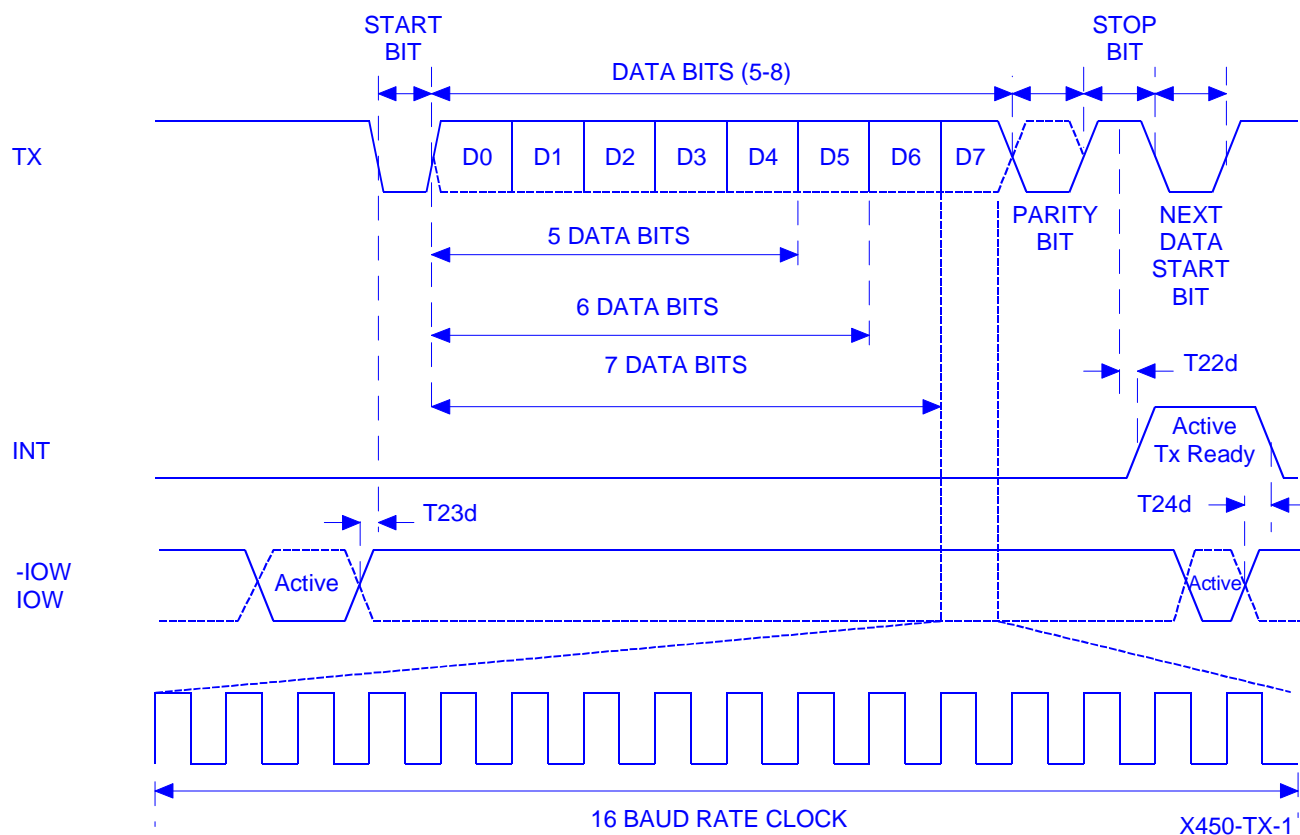 START
BIT
STOP
BIT
DATA BITS (5-8)
TX
D0 D1 D2 D3 D4 D5 D6 D7
PARITY
BIT
NEXT
DATA
START
BIT
5 DATA BITS
6 DATA BITS
7 DATA BITS
T22d
INT
Active
Tx Ready
T23d
T24d
-IOW
IOW
Active
Active
16 BAUD RATE CLOCK
X450-TX-1